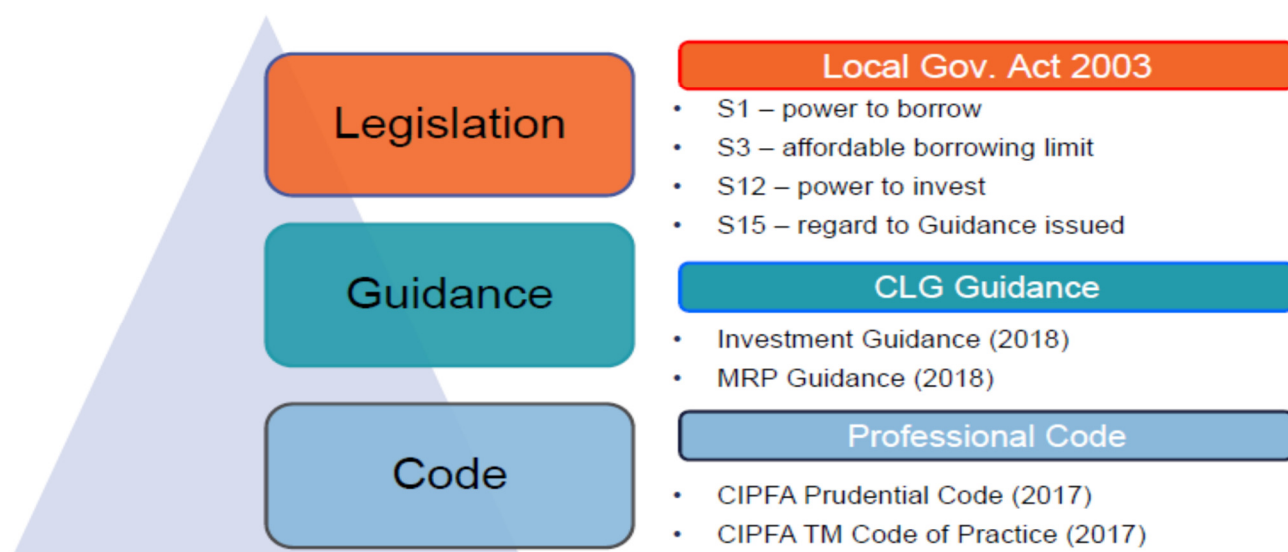 Legislation
Local Gov. Act 2003
• S1 – power to borrow
• S3 – affordable borrowing limit
• S12 – power to invest
• S15 – regard to Guidance issued
Guidance
CLG Guidance
• Investment Guidance (2018)
• MRP Guidance (2018)
Code
Professional Code
• CIPFA Prudential Code (2017)
• CIPFA TM Code of Practice (2017)